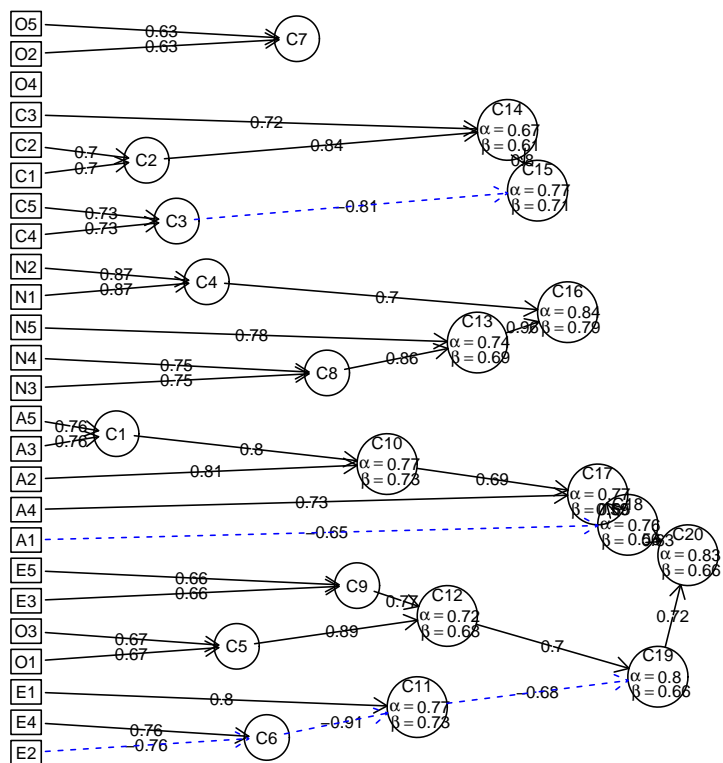 O5
0.63
C7
O2
0.63
O4
C3
0.72
C14
α = 0.67
β = 0.61
C2
0.7
C2
0.84
C1
0.7
0.8
C15
α = 0.77
β = 0.71
C5
0.73
C3
−0.81
C4
0.73
N2
0.87
C4
0.7
N1
0.87
C16
α = 0.84
β = 0.79
N5
0.78
C13
α = 0.74
β = 0.69
0.96
N4
0.75
C8
0.86
N3
0.75
A5
0.76
C1
0.8
A3
0.76
C10
α = 0.77
β = 0.73
A2
0.81
0.69
C17
α = 0.77
A4
0.73
C18
α = 0.76
A1
−0.65
C20
α = 0.83
β = 0.66
E5
0.66
C9
0.77
E3
0.66
C12
α = 0.72
β = 0.63
O3
0.67
C5
0.89
0.7
0.72
O1
0.67
C19
α = 0.8
β = 0.66
E1
0.8
C11
α = 0.77
β = 0.73
−0.68
E4
0.76
C6
−0.91
E2
−0.76